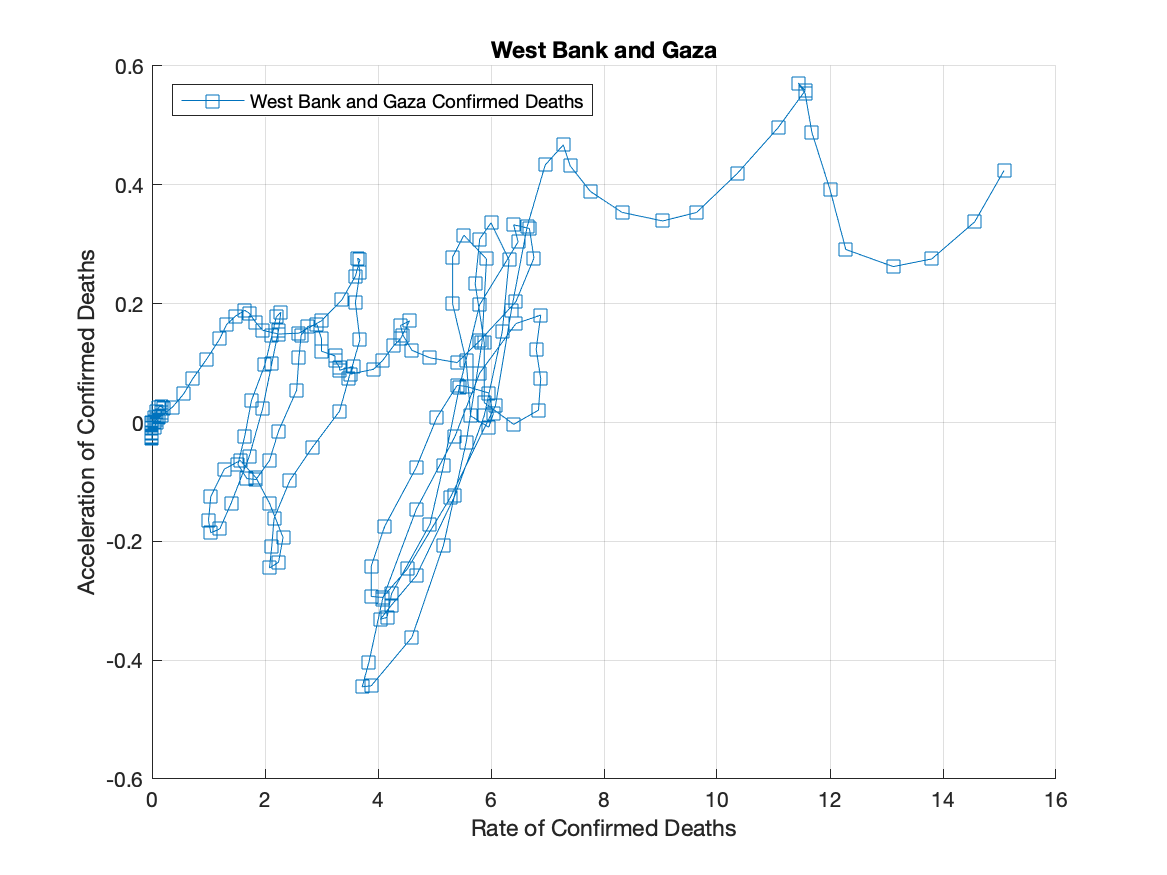 West Bank and Gaza
0.6
West Bank and Gaza Confirmed Deaths
0.4
0.2
0
-0.2
-0.4
-0.6
Acceleration of Confirmed Deaths
0 2 4 6 8 10 12 14 16
Rate of Confirmed Deaths